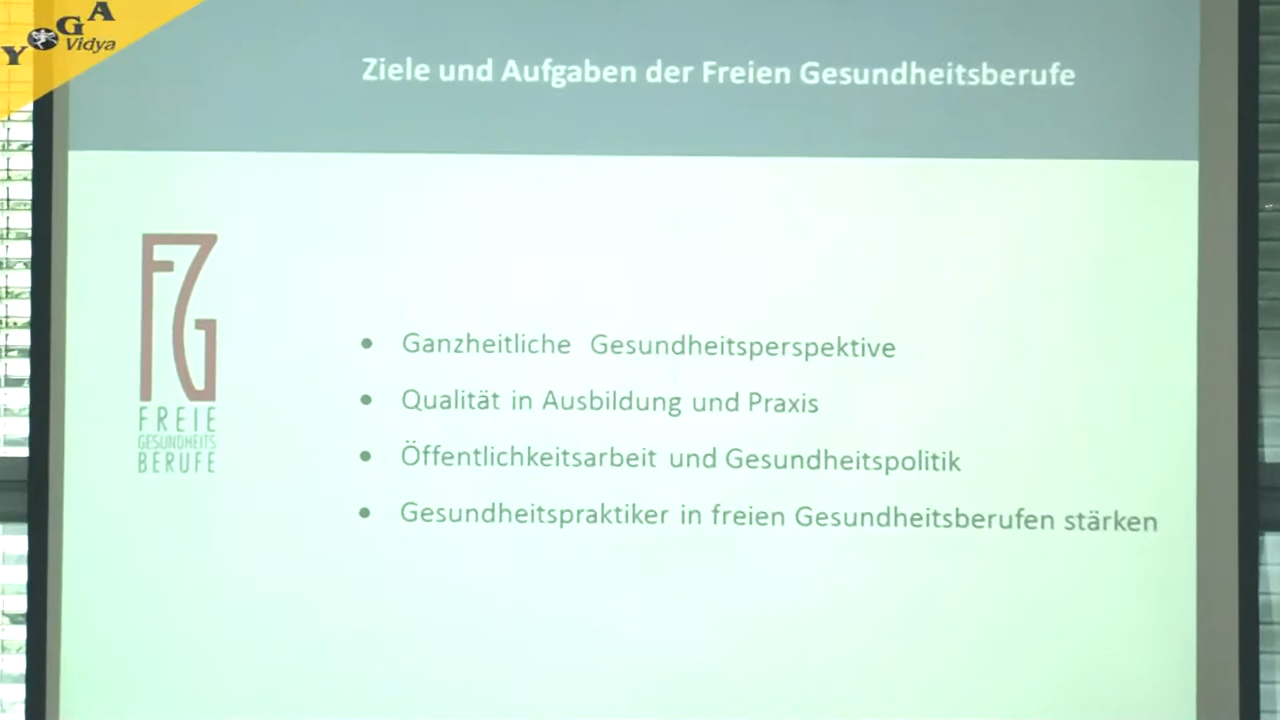 YOGA
Vidya
Ziele und Aufgaben der Freien Gesundheitsberufe
FG
FREIE
GESUNDHEITS
BERUFE
• Ganzheitliche Gesundheitsperspektive
• Qualität in Ausbildung und Praxis
• Öffentlichkeitsarbeit und Gesundheitspolitik
• Gesundheitspraktiker in freien Gesundheitsberufen stärken